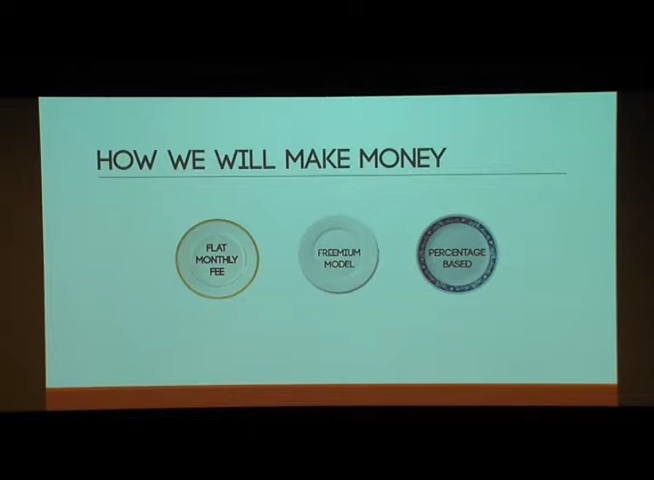 HOW WE WILL MAKE MONEY
FLAT
MONTHLY
FEE
FREEMIUM
MODEL
PERCENTAGE
BASED